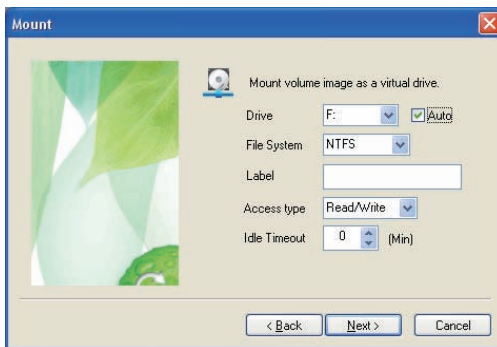 Mount
Mount volume image as a virtual drive.
Drive F: Auto
File System NTFS
Label
Access type Read/Write
Idle Timeout 0 (Min)
< Back Next > Cancel